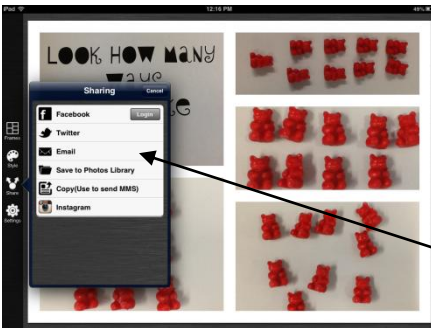 iPad
12:16 PM
49%
LOOK HOW MANY
WAYS
Sharing
Cancel
Facebook
Login
Twitter
Email
Save to Photos Library
Copy(Use to send MMS)
Instagram
Frames
Style
Share
Settings